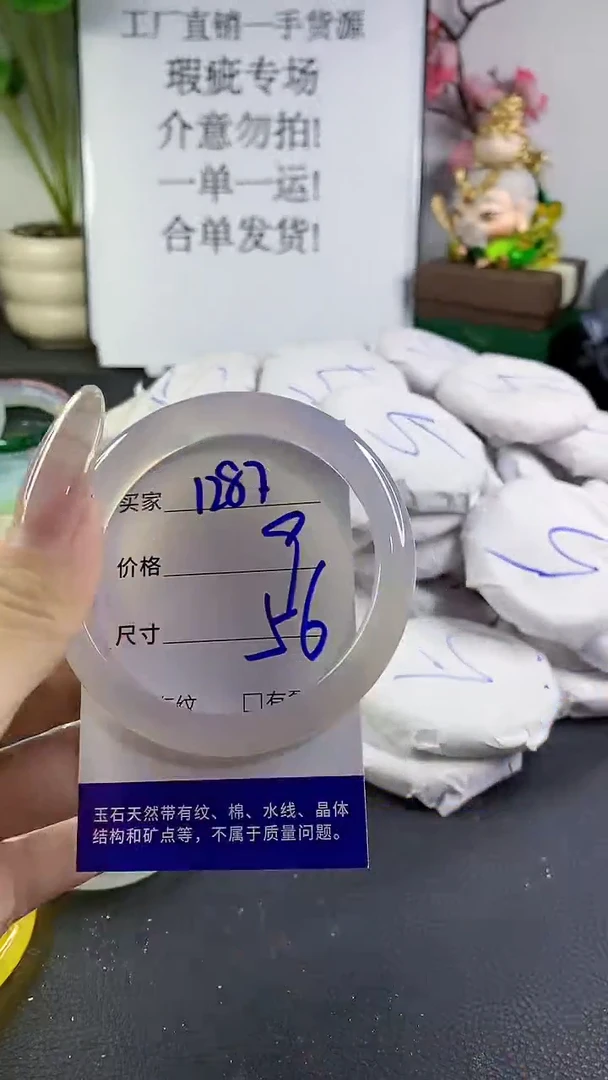 工厂直销一手货源
瑕疵专场
介意勿拍!
一单一运!
合单发货!
买家 1287
价格 9
尺寸 56
纹 口有
玉石天然带有纹、棉、水线、晶体
结构和矿点等，不属于质量问题。